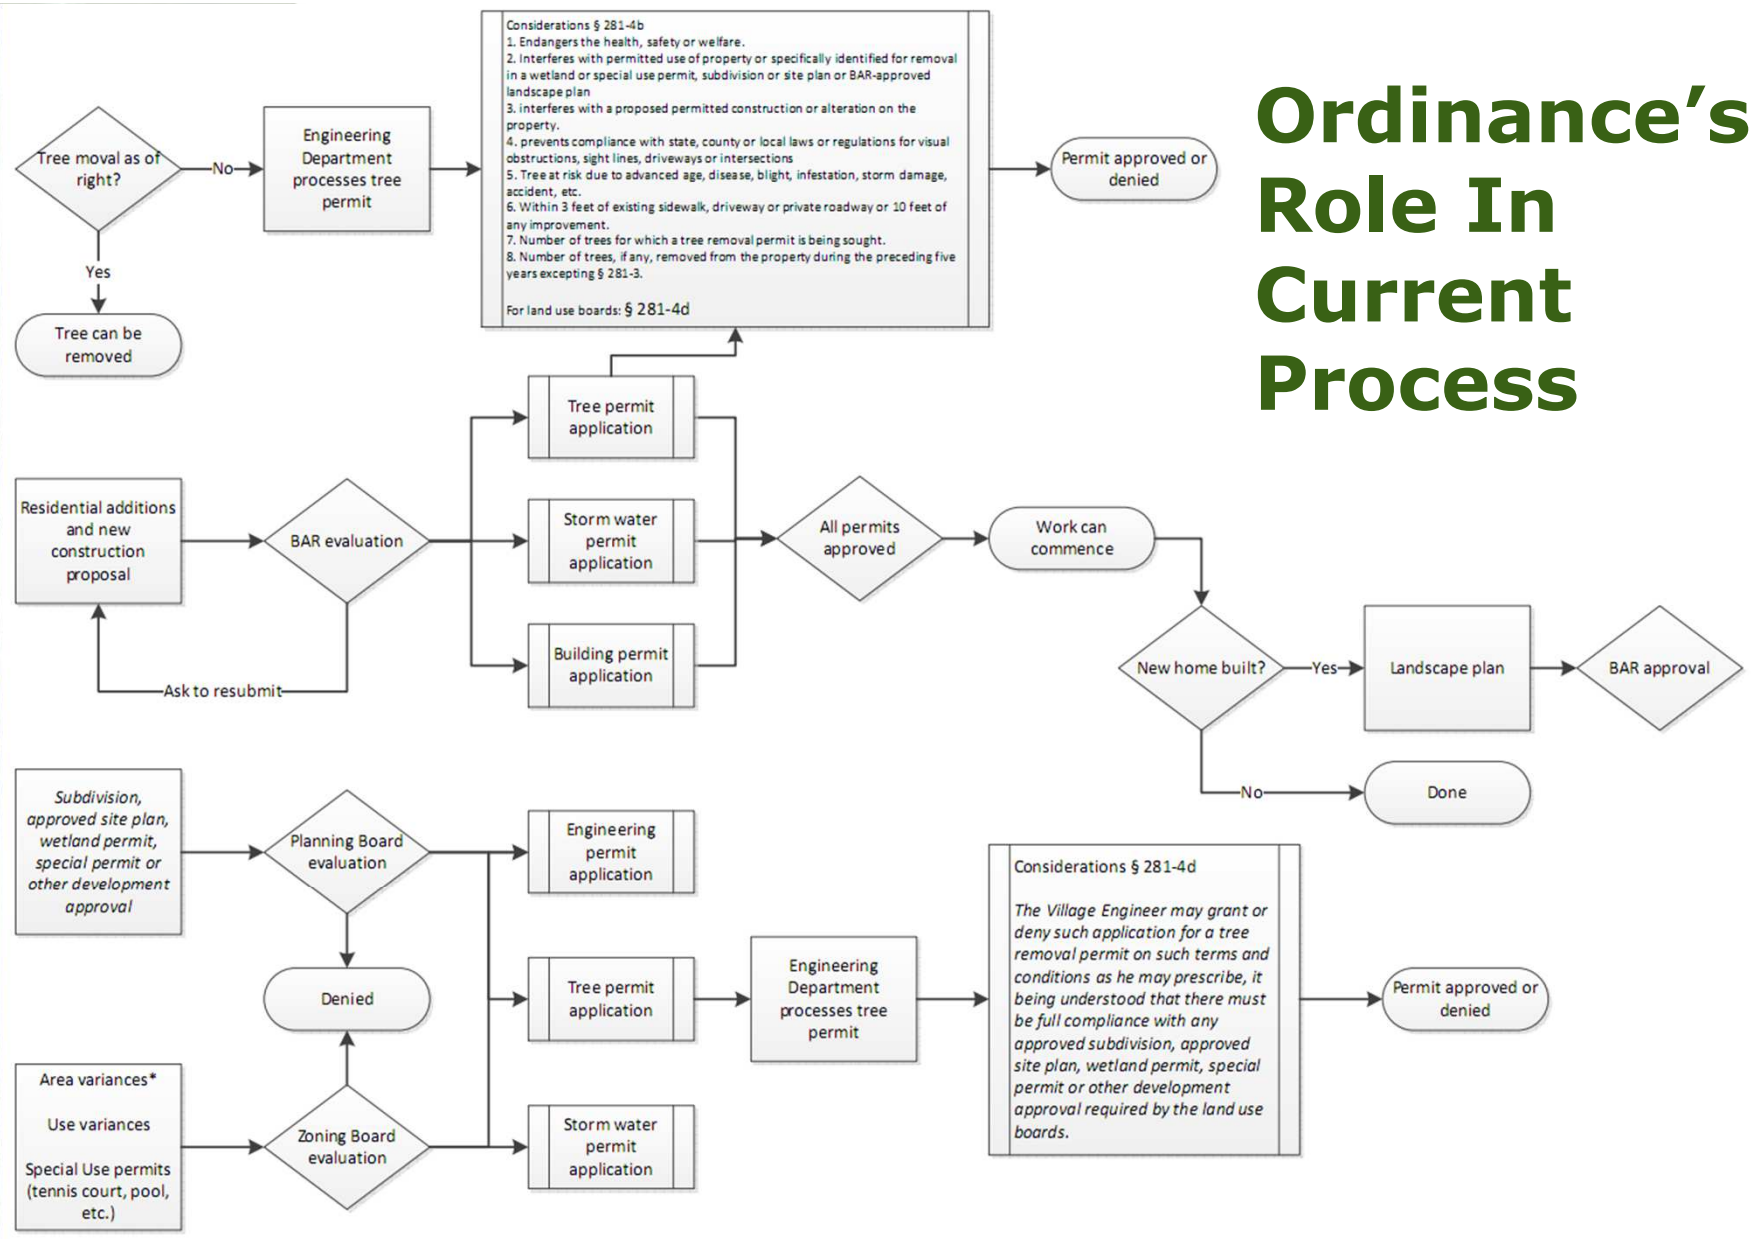 Ordinance's
Role In
Current
Process
Considerations § 281-4b
1. Endangers the health, safety or welfare.
2. Interferes with permitted use of property or specifically identified for removal
in a wetland or special use permit, subdivision or site plan or BAR-approved
landscape plan
3. interferes with a proposed permitted construction or alteration on the
property.
4. prevents compliance with state, county or local laws or regulations for visual
obstructions, sight lines, driveways or intersections
5. Tree at risk due to advanced age, disease, blight, infestation, storm damage,
accident, etc.
6. Within 3 feet of existing sidewalk, driveway or private roadway or 10 feet of
any improvement.
7. Number of trees for which a tree removal permit is being sought.
8. Number of trees, if any, removed from the property during the preceding five
years excepting § 281-3.
For land use boards: § 281-4d
Tree moval as of
right?
No
Engineering
Department
processes tree
permit
Permit approved or
denied
Yes
Tree can be
removed
Tree permit
application
Residential additions
and new
construction
proposal
BAR evaluation
Storm water
permit
application
All permits
approved
Work can
commence
Building permit
application
Ask to resubmit
New home built?
Yes
Landscape plan
BAR approval
No
Done
Subdivision,
approved site plan,
wetland permit,
special permit or
other development
approval
Planning Board
evaluation
Engineering
permit
application
Denied
Tree permit
application
Engineering
Department
processes tree
permit
Considerations § 281-4d
The Village Engineer may grant or
deny such application for a tree
removal permit on such terms and
conditions as he may prescribe, it
being understood that there must
be full compliance with any
approved subdivision, approved
site plan, wetland permit, special
permit or other development
approval required by the land use
boards.
Permit approved or
denied
Area variances*
Use variances
Special Use permits
(tennis court, pool,
etc.)
Zoning Board
evaluation
Storm water
permit
application